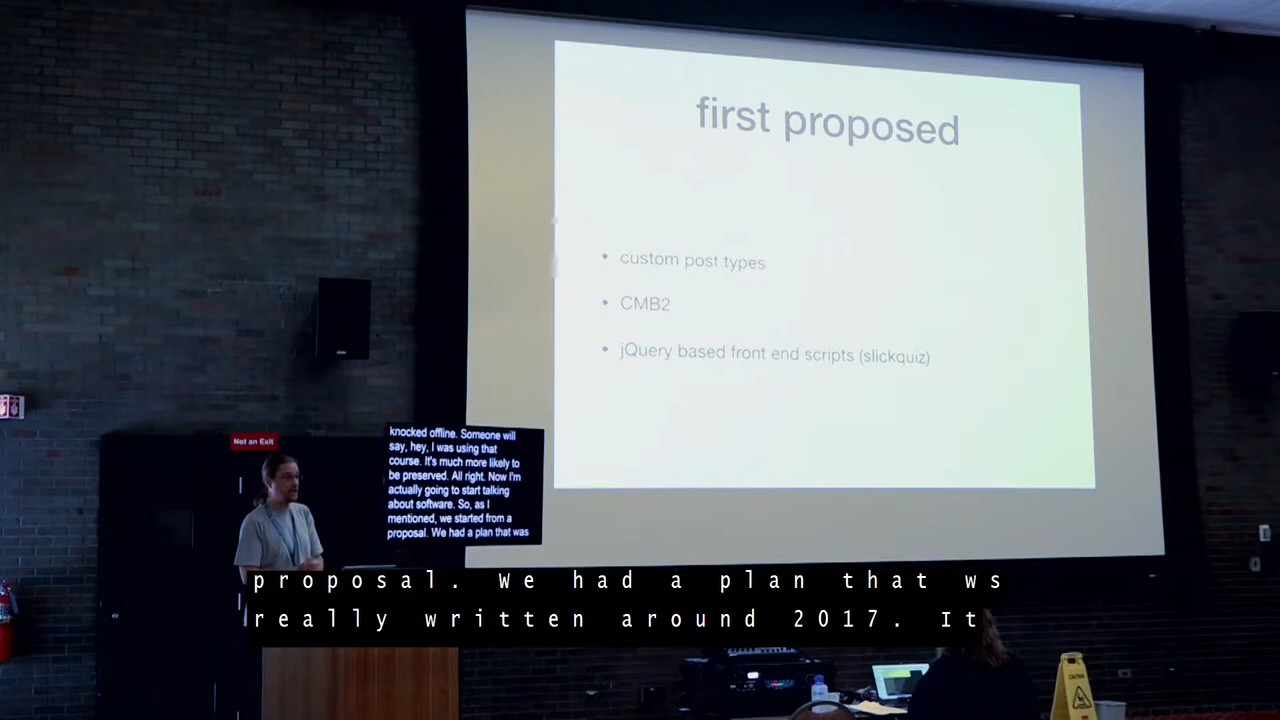 first proposed
• custom post types
• CMB2
• jQuery based front end scripts (slickquiz)
Not an Exit
knocked offline. Someone will
say, hey, I was using that
course. It's much more likely to
be preserved. All right. Now I'm
actually going to start talking
about software. So, as I
mentioned, we started from a
proposal. We had a plan that was
proposal. We had a plan that ws
really written around 2017. It
CAUTION